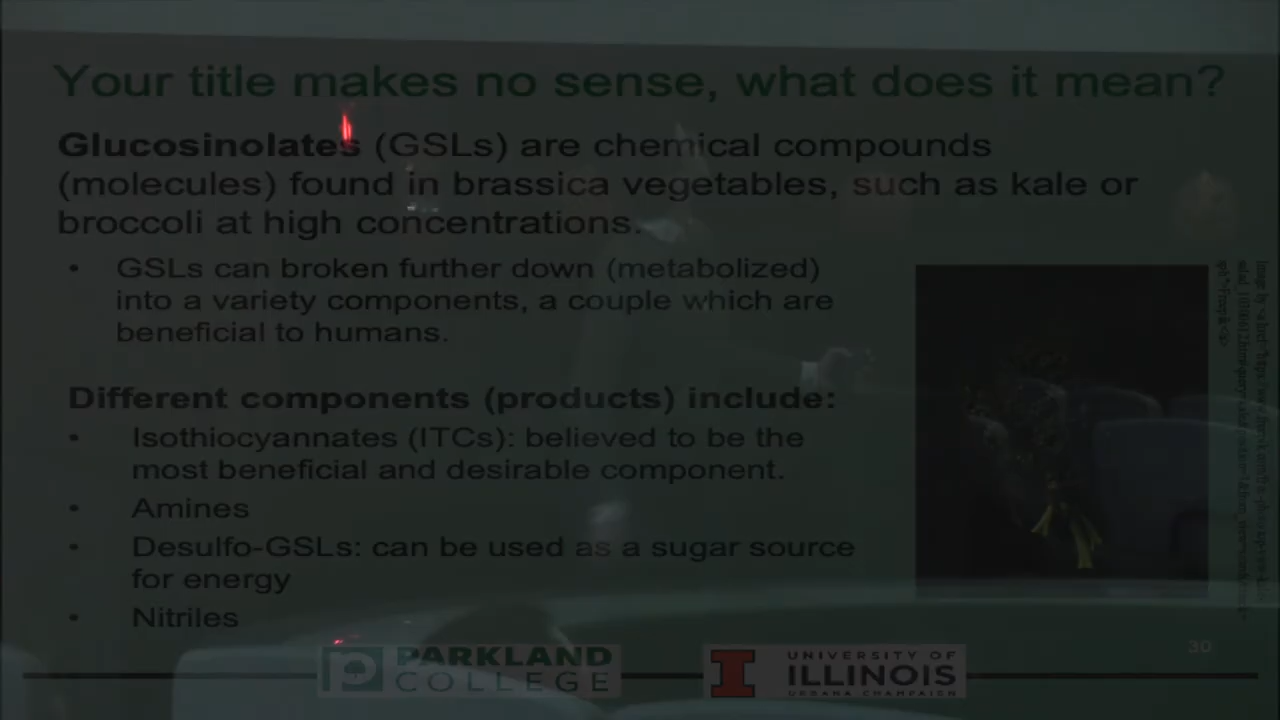 Your title makes no sense, what does it mean?
Glucosinolates (GSLs) are chemical compounds
(molecules) found in brassica vegetables, such as kale or
broccoli at high concentrations.
• GSLs can broken further down (metabolized)
into a variety components, a couple which are
beneficial to humans.
Different components (products) include:
• Isothiocyannates (ITCs): believed to be the
most beneficial and desirable component.
• Amines
• Desulfo-GSLs: can be used as a sugar source
for energy
• Nitriles
30
PARKLAND
COLLEGE
UNIVERSITY OF
ILLINOIS
URBANA CHAMPAIGN